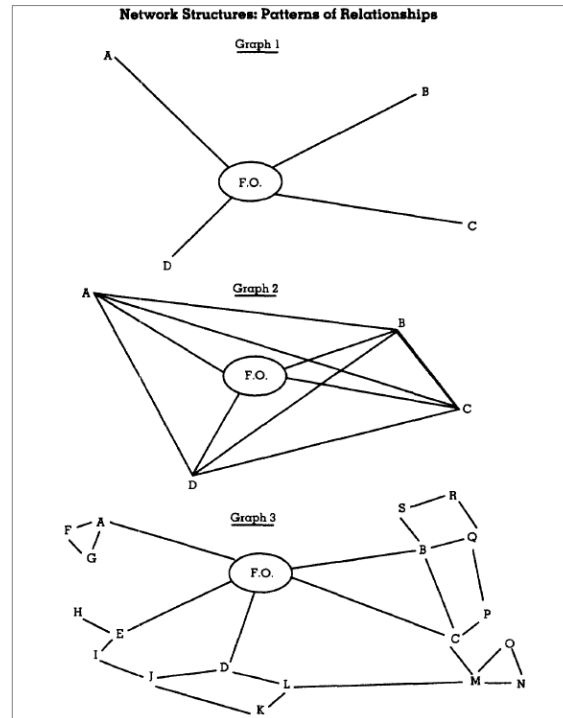 Network Structures: Patterns of Relationships
Graph 1
A
B
F.O.
C
D
Graph 2
A
B
F.O.
C
D
Graph 3
S R
F A
B Q
G
F.O.
H
P
E
C O
I
D
J L M N
K